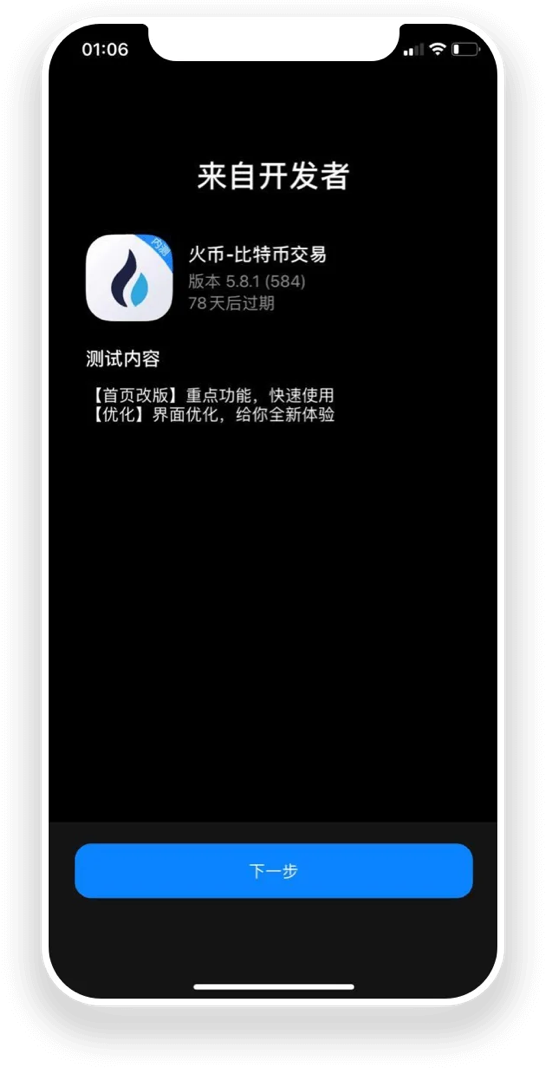 01:06
来自开发者
内测
火币-比特币交易
版本 5.8.1 (584)
78 天后过期
测试内容
【首页改版】重点功能，快速使用
【优化】界面优化，给你全新体验
下一步